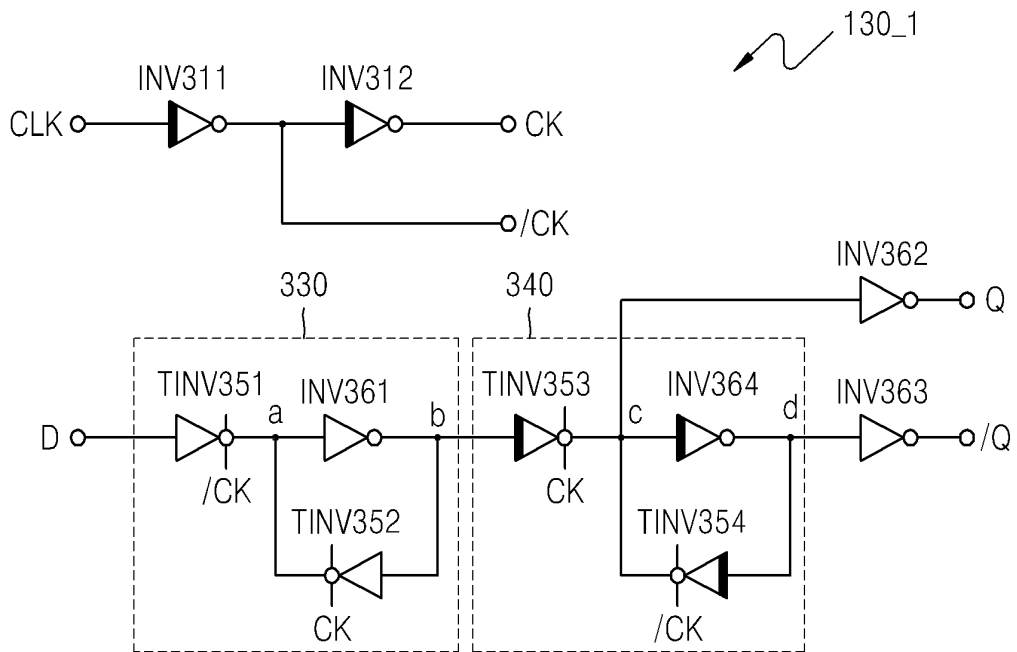 130_1
INV311
INV312
CLK
CK
/CK
INV362
330
340
Q
TINV351
INV361
TINV353
INV364
INV363
a
b
c
d
D
/Q
/CK
CK
TINV352
TINV354
CK
/CK